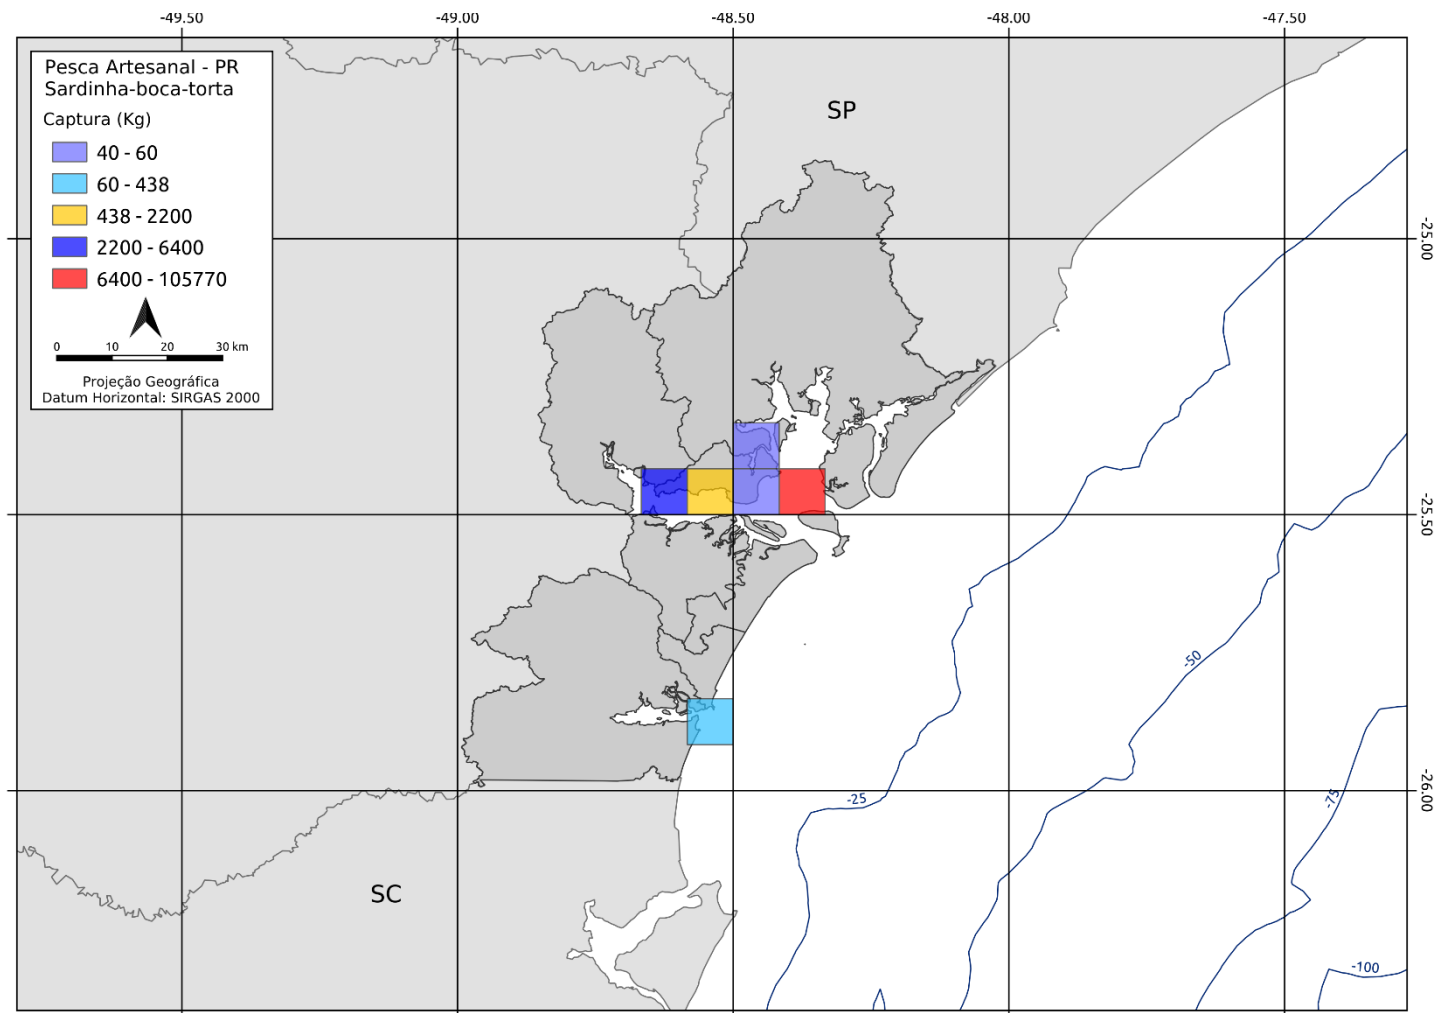 -49.50 -49.00 -48.50 -48.00 -47.50
Pesca Artesanal - PR
Sardinha-boca-torta
Captura (Kg)
40 - 60
60 - 438
438 - 2200
2200 - 6400
6400 - 105770
0 10 20 30 km
Projeção Geográfica
Datum Horizontal: SIRGAS 2000
SP
-25.00
-25.50
-50
-25
-75
-26.00
SC
-100